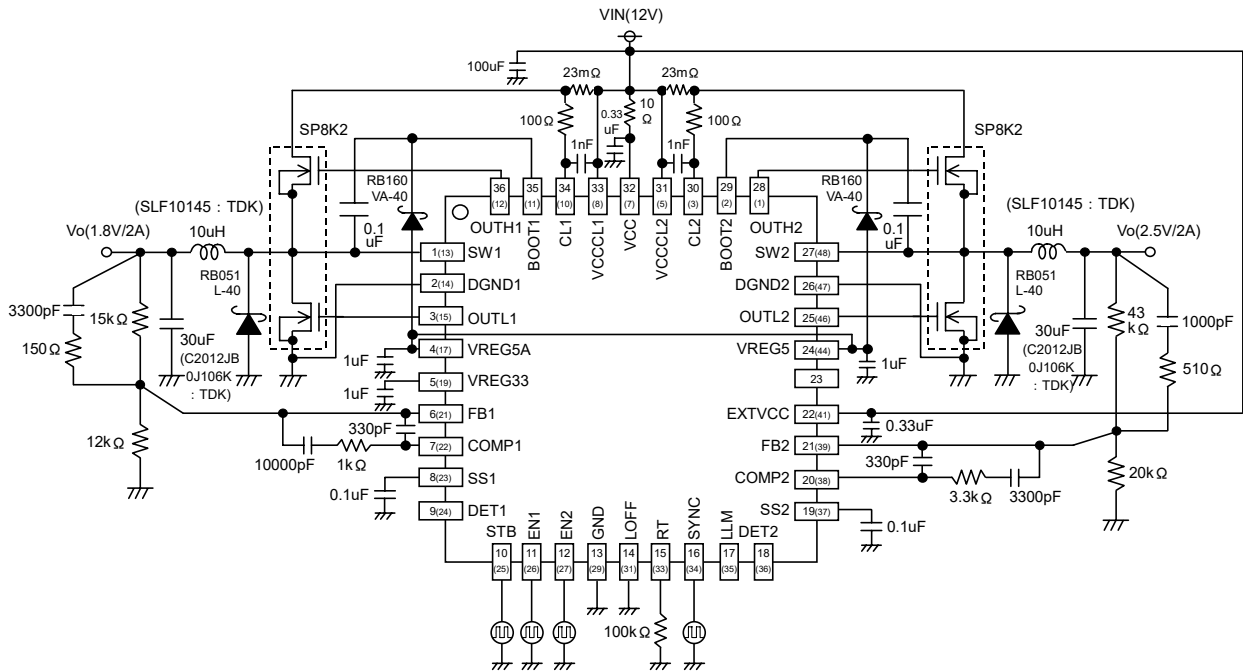 VIN(12V)
100uF
23mΩ
23mΩ
SP8K2
100Ω
0.33
uF
10
Ω
100Ω
SP8K2
1nF
1nF
RB160
VA-40
36
(12)
35
(11)
34
(10)
33
(8)
32
(7)
31
(5)
30
(3)
29
(2)
28
(1)
RB160
VA-40
(SLF10145 : TDK)
OUTH1
BOOT1
CL1
VCCCL1
VCC
VCCCL2
CL2
BOOT2
OUTH2
(SLF10145 : TDK)
Vo(1.8V/2A)
10uH
0.1
uF
0.1
uF
10uH
Vo(2.5V/2A)
1(13)
SW1
SW2
27(48)
RB051
L-40
RB051
L-40
2(14)
DGND1
DGND2
26(47)
3300pF
15kΩ
3(15)
OUTL1
OUTL2
25(46)
43
kΩ
1000pF
150Ω
30uF
(C2012JB
0J106K
: TDK)
30uF
(C2012JB
0J106K
: TDK)
1uF
4(17)
VREG5A
VREG5
24(44)
1uF
510Ω
1uF
5(19)
VREG33
23
6(21)
FB1
EXTVCC
22(41)
0.33uF
12kΩ
330pF
7(22)
COMP1
FB2
21(39)
10000pF
1kΩ
330pF
8(23)
SS1
COMP2
20(38)
3.3kΩ
3300pF
20kΩ
0.1uF
9(24)
DET1
SS2
19(37)
0.1uF
STB
EN1
EN2
GND
LOFF
RT
SYNC
LLM
DET2
10
(25)
11
(26)
12
(27)
13
(29)
14
(31)
15
(33)
16
(34)
17
(35)
18
(36)
100kΩ